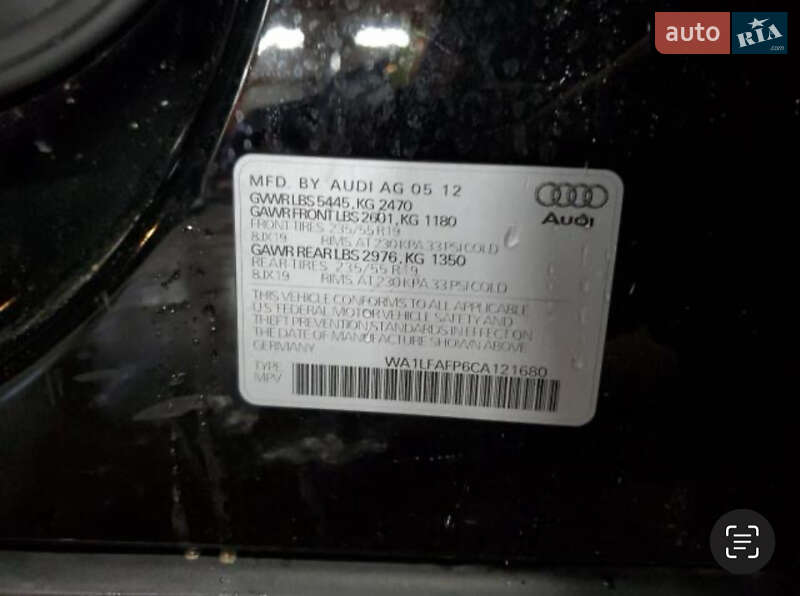 auto RIA.com
MFD. BY AUDI AG 05 12
GVWR LBS 5445, KG 2470
GAWR FRONT LBS 2601, KG 1180
FRONT TIRES 235/55 R19
8JX19 RIMS AT 230 KPA 33 PSI COLD
GAWR REAR LBS 2976, KG 1350
REAR-TIRES 235/55 R19
8JX19 RIMS AT 230 KPA 33 PSI COLD
THIS VEHICLE CONFORMS TO ALL APPLICABLE
U.S. FEDERAL MOTOR VEHICLE SAFETY AND
THEFT PREVENTION STANDARDS IN EFFECT ON
THE DATE OF MANUFACTURE SHOWN ABOVE
GERMANY
TYPE: WA1LFAFP6CA121680
MPV
Audi